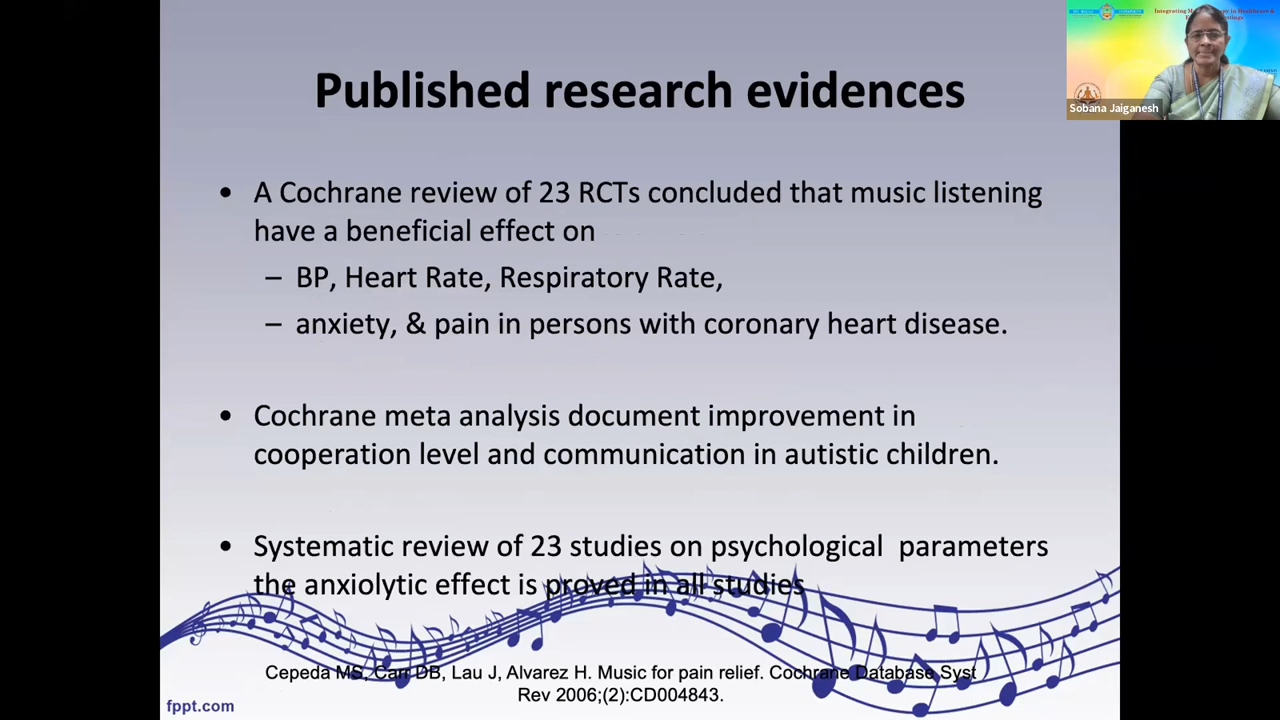 Published research evidences
• A Cochrane review of 23 RCTs concluded that music listening
have a beneficial effect on
– BP, Heart Rate, Respiratory Rate,
– anxiety, & pain in persons with coronary heart disease.
• Cochrane meta analysis document improvement in
cooperation level and communication in autistic children.
• Systematic review of 23 studies on psychological parameters
the anxiolytic effect is proved in all studies
Cepeda MS, Carr DB, Lau J, Alvarez H. Music for pain relief. Cochrane Database Syst
Rev 2006;(2):CD004843.
fppt.com
Sobana Jaiganesh